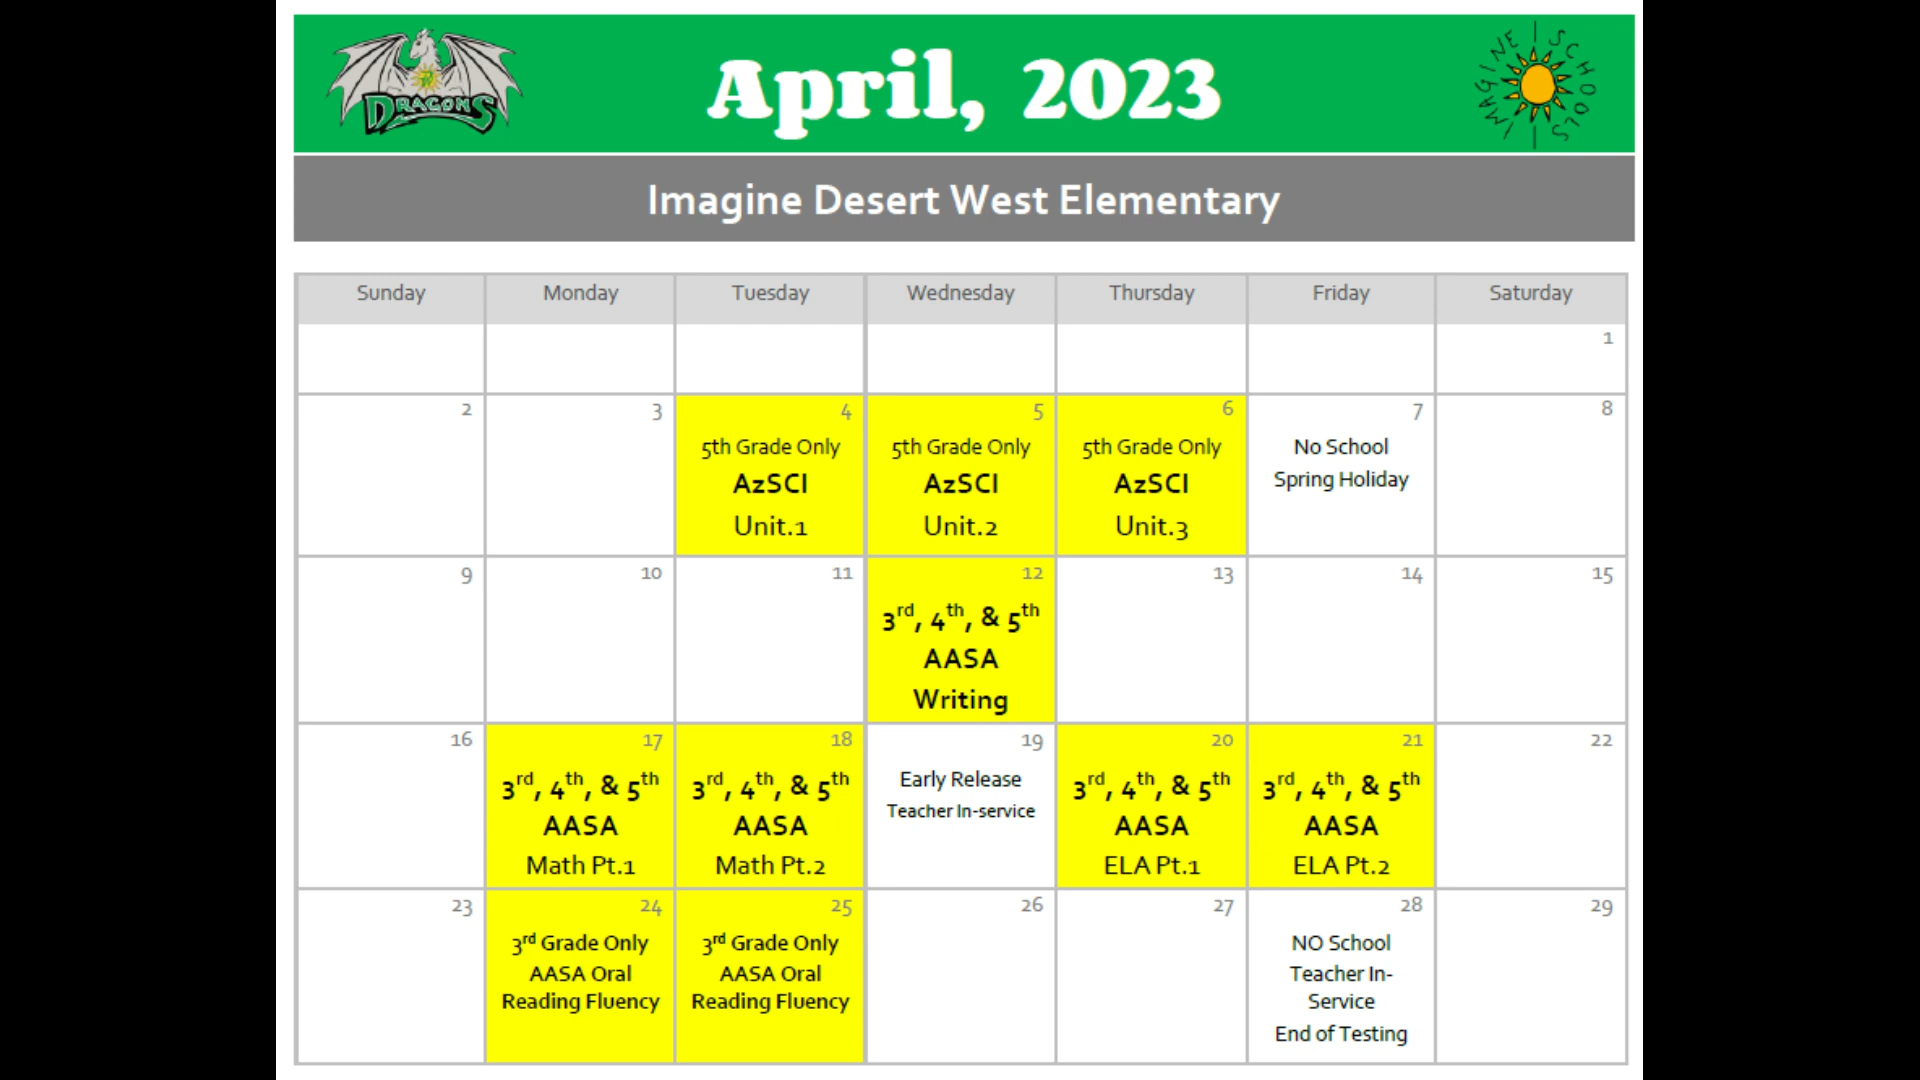 DRAGONS
April, 2023
IMAGINE SCHOOLS
Imagine Desert West Elementary
Sunday Monday Tuesday Wednesday Thursday Friday Saturday
1
2
3
4
5th Grade Only
AzSCI
Unit.1
5
5th Grade Only
AzSCI
Unit.2
6
5th Grade Only
AzSCI
Unit.3
7
No School
Spring Holiday
8
9
10
11
12
3rd, 4th, & 5th
AASA
Writing
13
14
15
16
17
3rd, 4th, & 5th
AASA
Math Pt.1
18
3rd, 4th, & 5th
AASA
Math Pt.2
19
Early Release
Teacher In-service
20
3rd, 4th, & 5th
AASA
ELA Pt.1
21
3rd, 4th, & 5th
AASA
ELA Pt.2
22
23
24
3rd Grade Only
AASA Oral
Reading Fluency
25
3rd Grade Only
AASA Oral
Reading Fluency
26
27
28
NO School
Teacher In-
Service
End of Testing
29